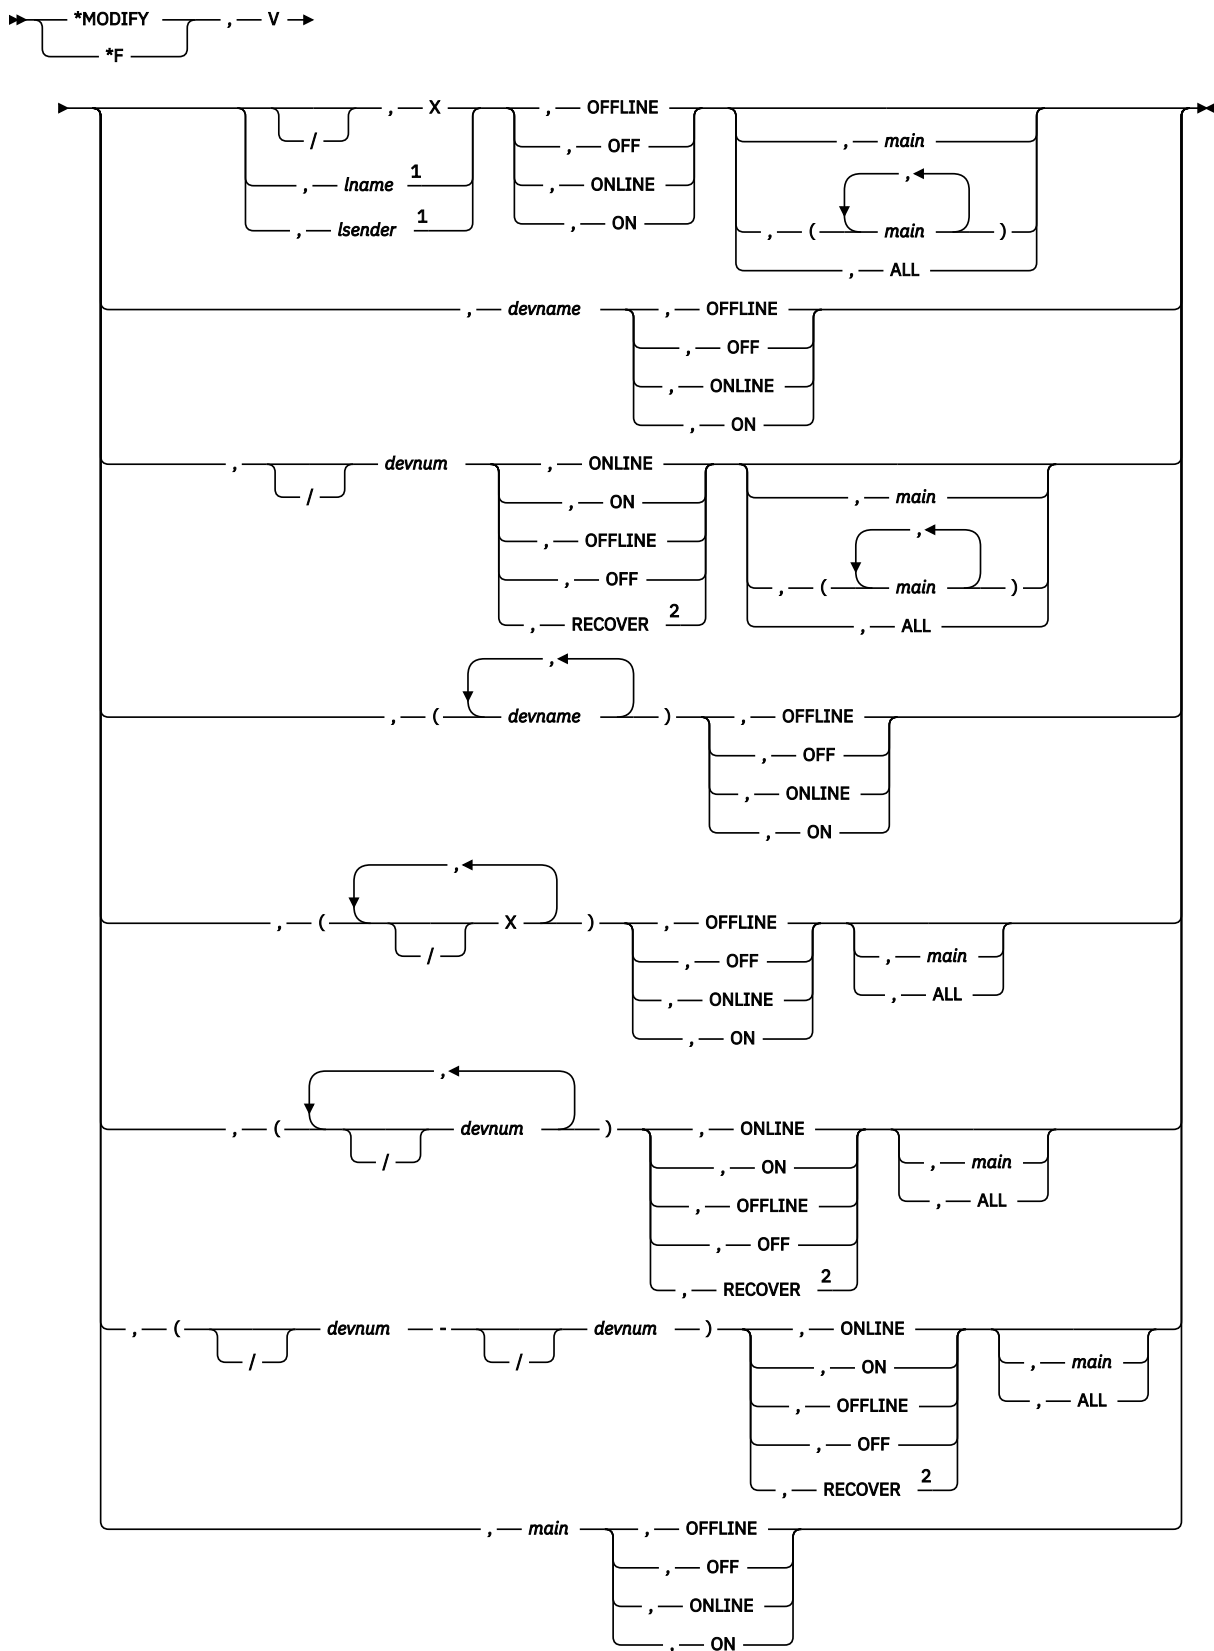 *MODIFY , V
*F
, X , OFFLINE
/ , OFF , main
, lname 1 , ONLINE ,
, lsender 1 , ON , ( main )
, ALL
, devname , OFFLINE
, OFF
, ONLINE
, ON
, / devnum , ONLINE
, ON , main
, OFFLINE ,
, OFF , ( main )
, RECOVER 2 , ALL
,
, ( devname ) , OFFLINE
, OFF
, ONLINE
, ON
,
, ( / X ) , OFFLINE
, OFF , main
, ONLINE , ALL
, ON
,
, ( / devnum ) , ONLINE
, ON , main
, OFFLINE , ALL
, OFF
, RECOVER 2
, ( / devnum - / devnum ) , ONLINE
, ON , main
, OFFLINE , ALL
, OFF
, RECOVER 2
, main , OFFLINE
, OFF
, ONLINE
, ON